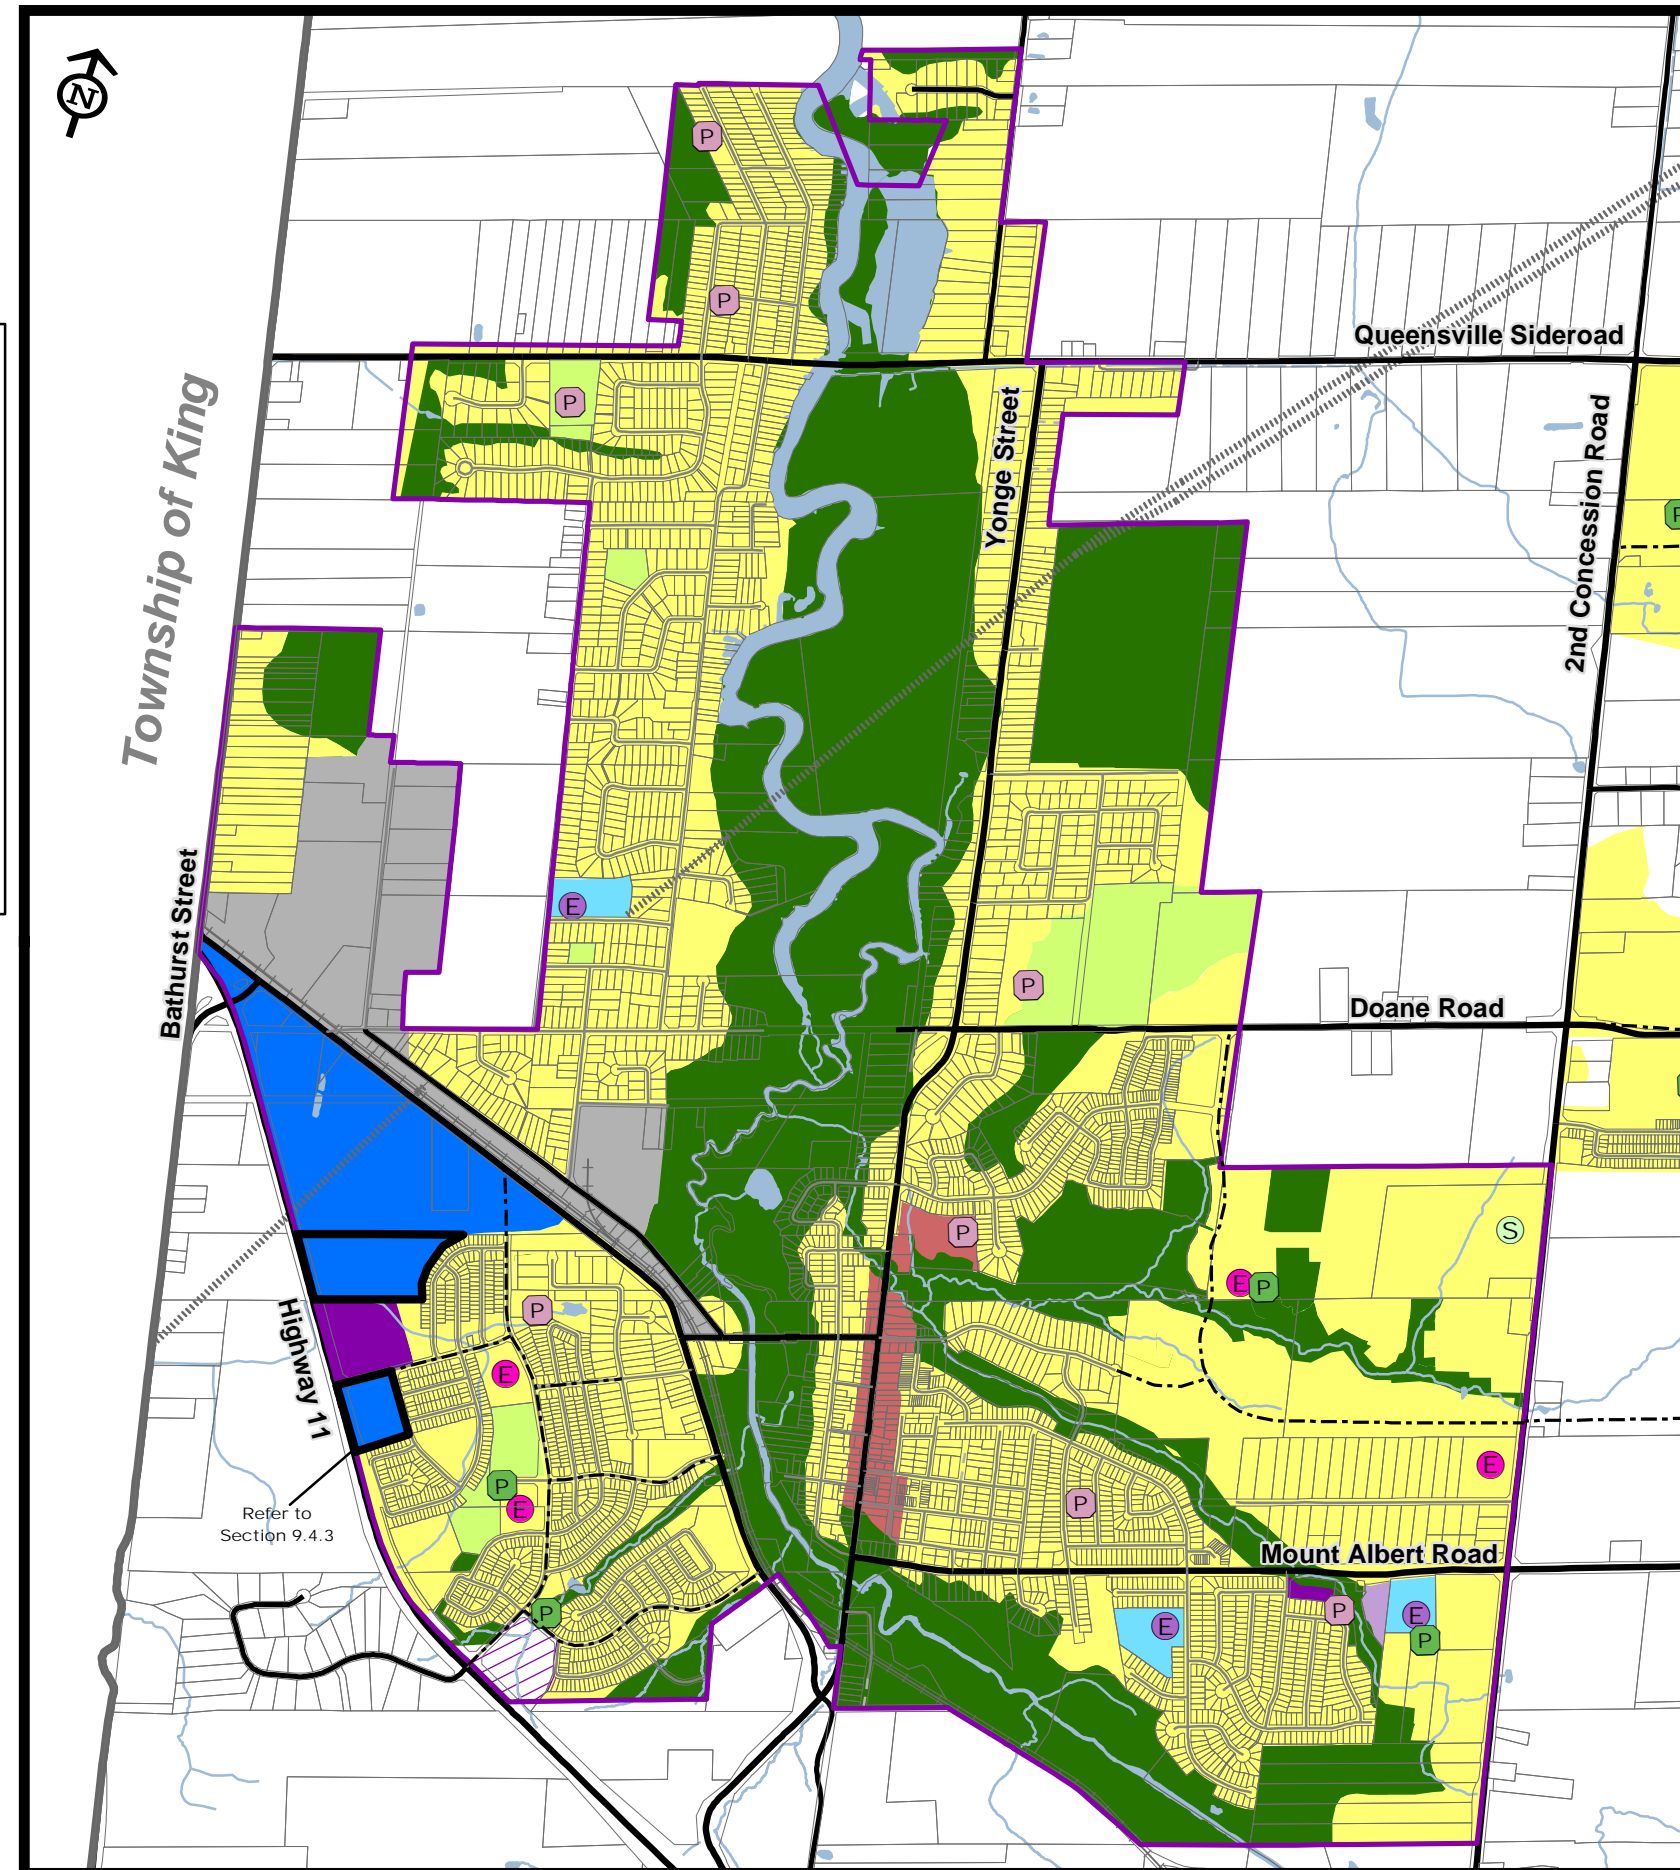 N
P
P
Queensville Sideroad
P
Yonge Street
2nd Concession Road
Township of King
P
Bathurst Street
E
P
Doane Road
P
S
E
P
P
Highway 11
E
E
P
P
E
Refer to
Section 9.4.3
Mount Albert Road
P
P
E
E
P